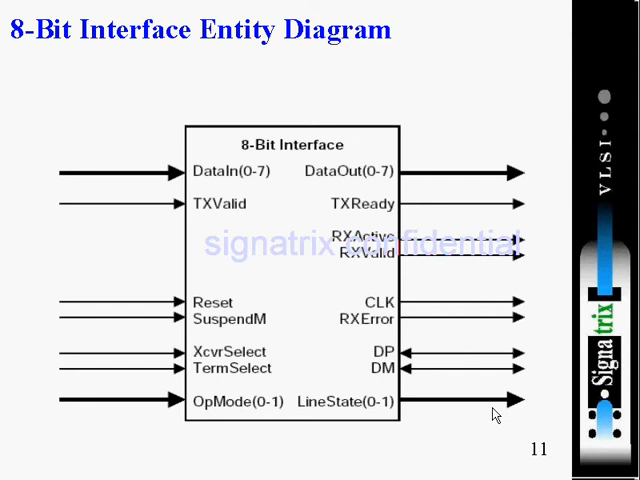 8-Bit Interface Entity Diagram
8-Bit Interface
DataIn(0-7) DataOut(0-7)
TXValid TXReady
RXActive
signatrix confidential
RXValid
Reset CLK
SuspendM RXError
XcvrSelect DP
TermSelect DM
OpMode(0-1) LineState(0-1)
11
VLSI
Signatrix